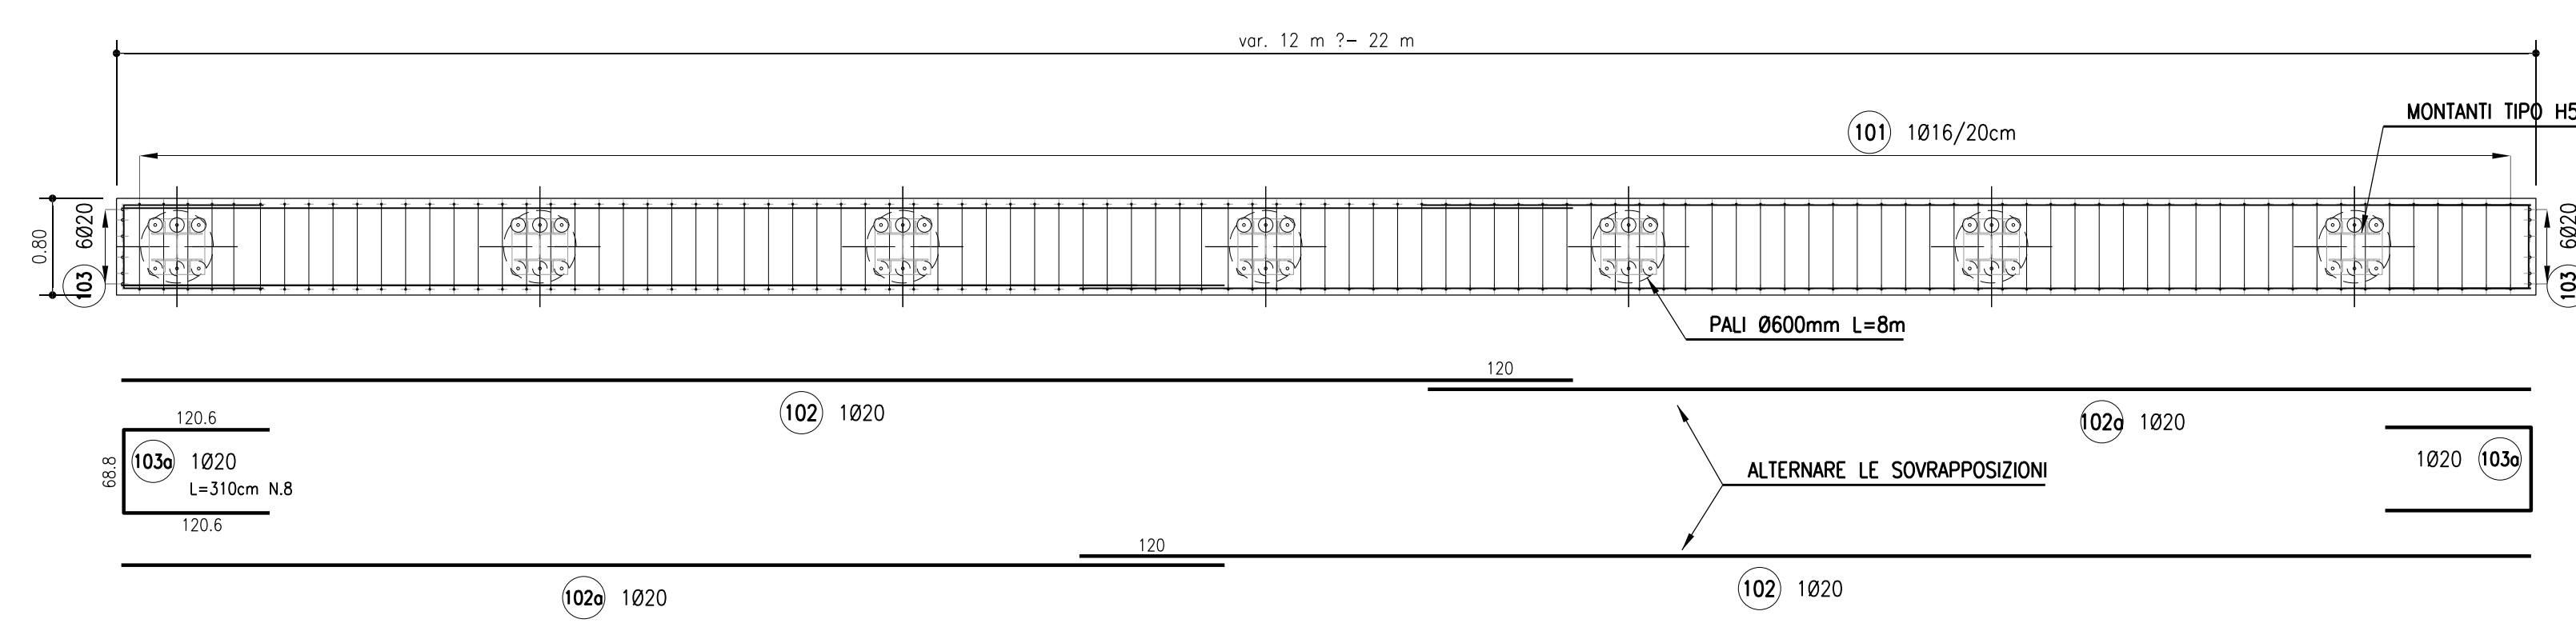 var. 12 m ?- 22 m
MONTANTI TIPO H5
101 1Ø16/20cm
0.80
6Ø20
103
6Ø20
103
PALI Ø600mm L=8m
120
102 1Ø20
102a 1Ø20
120.6
68.8
103a 1Ø20
L=310cm N.8
120.6
ALTERNARE LE SOVRAPPOSIZIONI
1Ø20 103a
120
102a 1Ø20
102 1Ø20